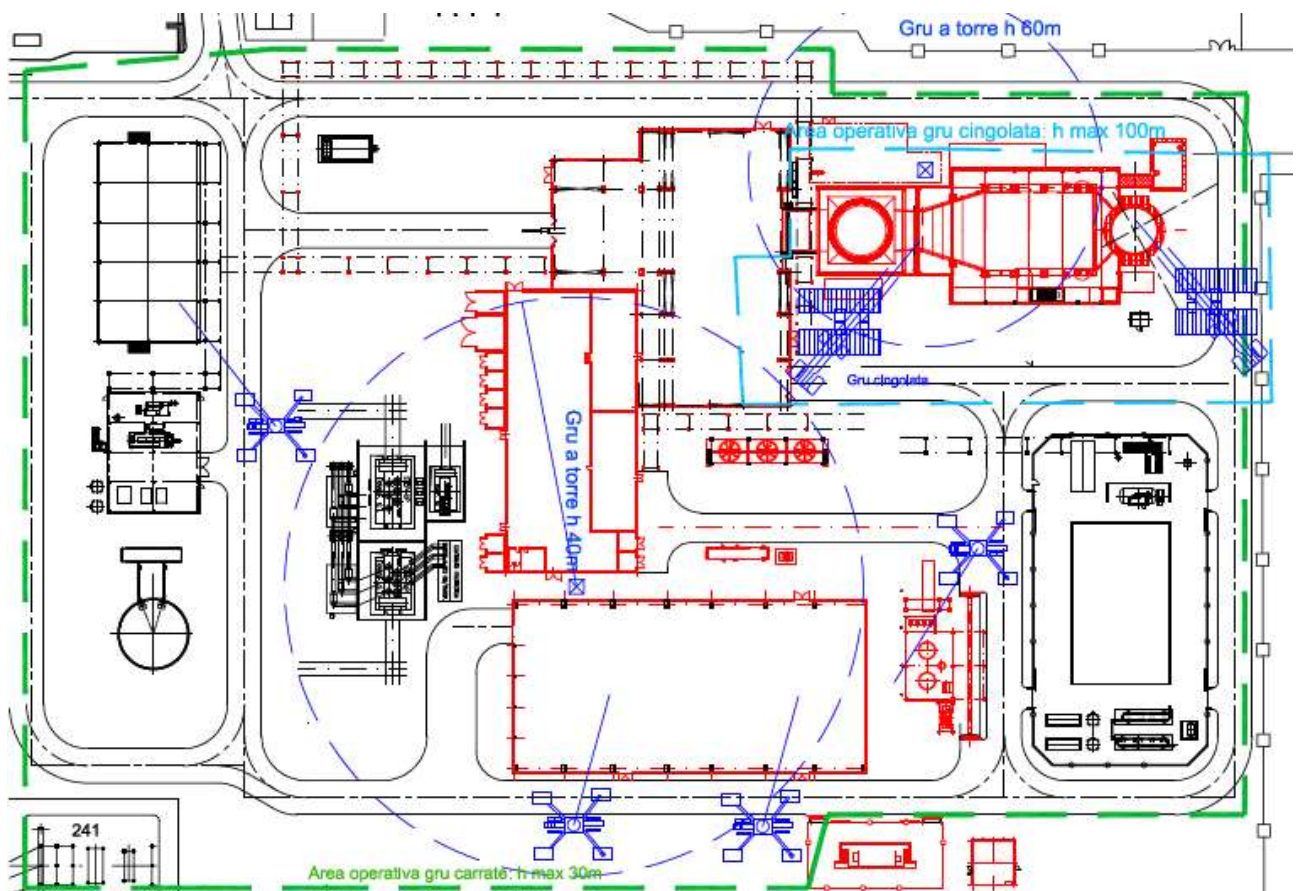 Gru a torre h 60m
Area operativa gru cingolata: h max 100m
Gru cingolata
Gru a torre h 40m
241
Area operativa gru carrate: h max 30m